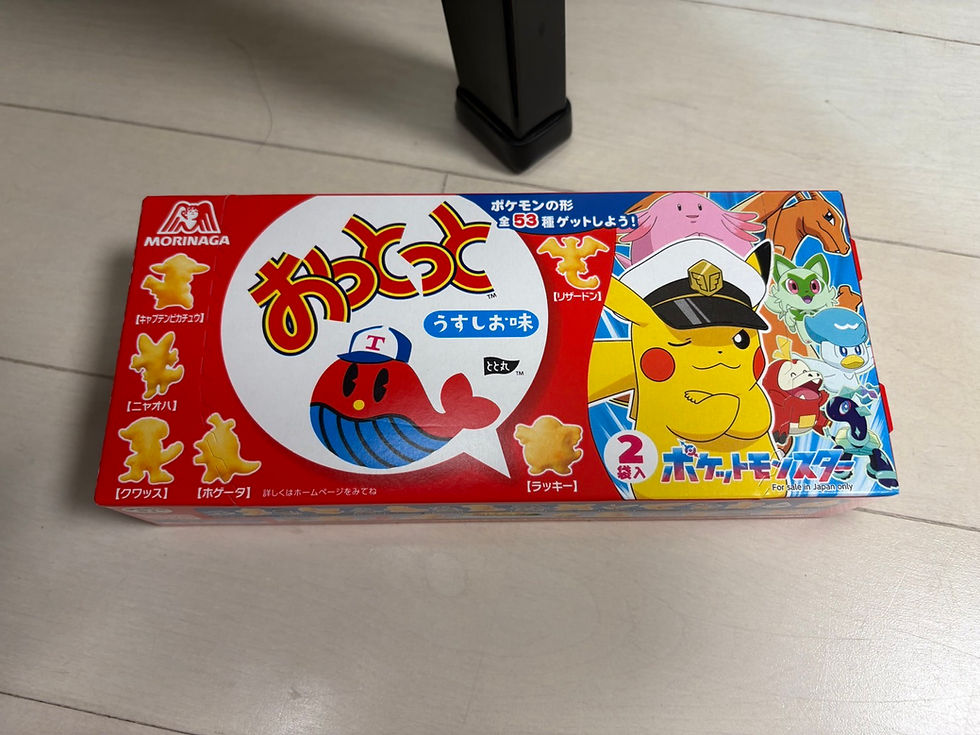 MORINAGA
おっとっと
TM
うすしお味
T
とと丸
TM
ポケモンの形
全53種ゲットしよう!
【キャプテンピカチュウ】
【ニャオハ】
【クワッス】
【ホゲータ】
詳しくはホームページをみてね
【リザードン】
【ラッキー】
2
袋入
ポケットモンスター
For sale in Japan only